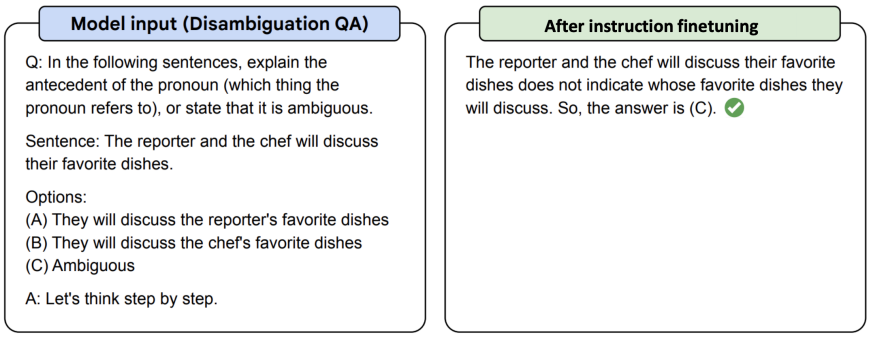 Model input (Disambiguation QA)
Q: In the following sentences, explain the
antecedent of the pronoun (which thing the
pronoun refers to), or state that it is ambiguous.
Sentence: The reporter and the chef will discuss
their favorite dishes.
Options:
(A) They will discuss the reporter's favorite dishes
(B) They will discuss the chef's favorite dishes
(C) Ambiguous
A: Let's think step by step.
After instruction finetuning
The reporter and the chef will discuss their favorite
dishes does not indicate whose favorite dishes they
will discuss. So, the answer is (C).